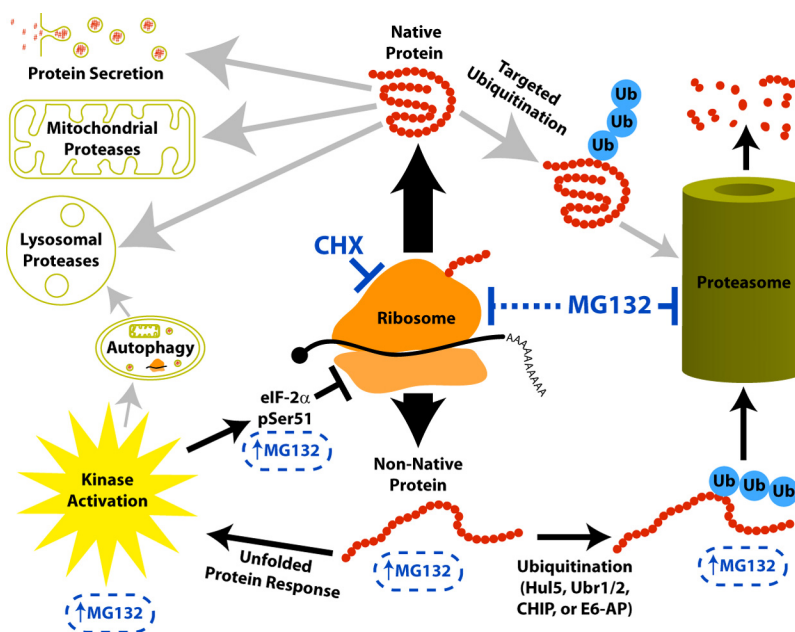 Protein Secretion
Mitochondrial
Proteases
Lysosomal
Proteases
Autophagy
Kinase
Activation
↑MG132
Native
Protein
Targeted
Ubiquitination
Ub
Ub
Ub
Proteasome
CHX
Ribosome
MG132
AAAAAAAAA
eIF-2α
pSer51
↑MG132
Non-Native
Protein
↑MG132
Unfolded
Protein Response
Ubiquitination
(Hul5, Ubr1/2,
CHIP, or E6-AP)
Ub
Ub
Ub
↑MG132